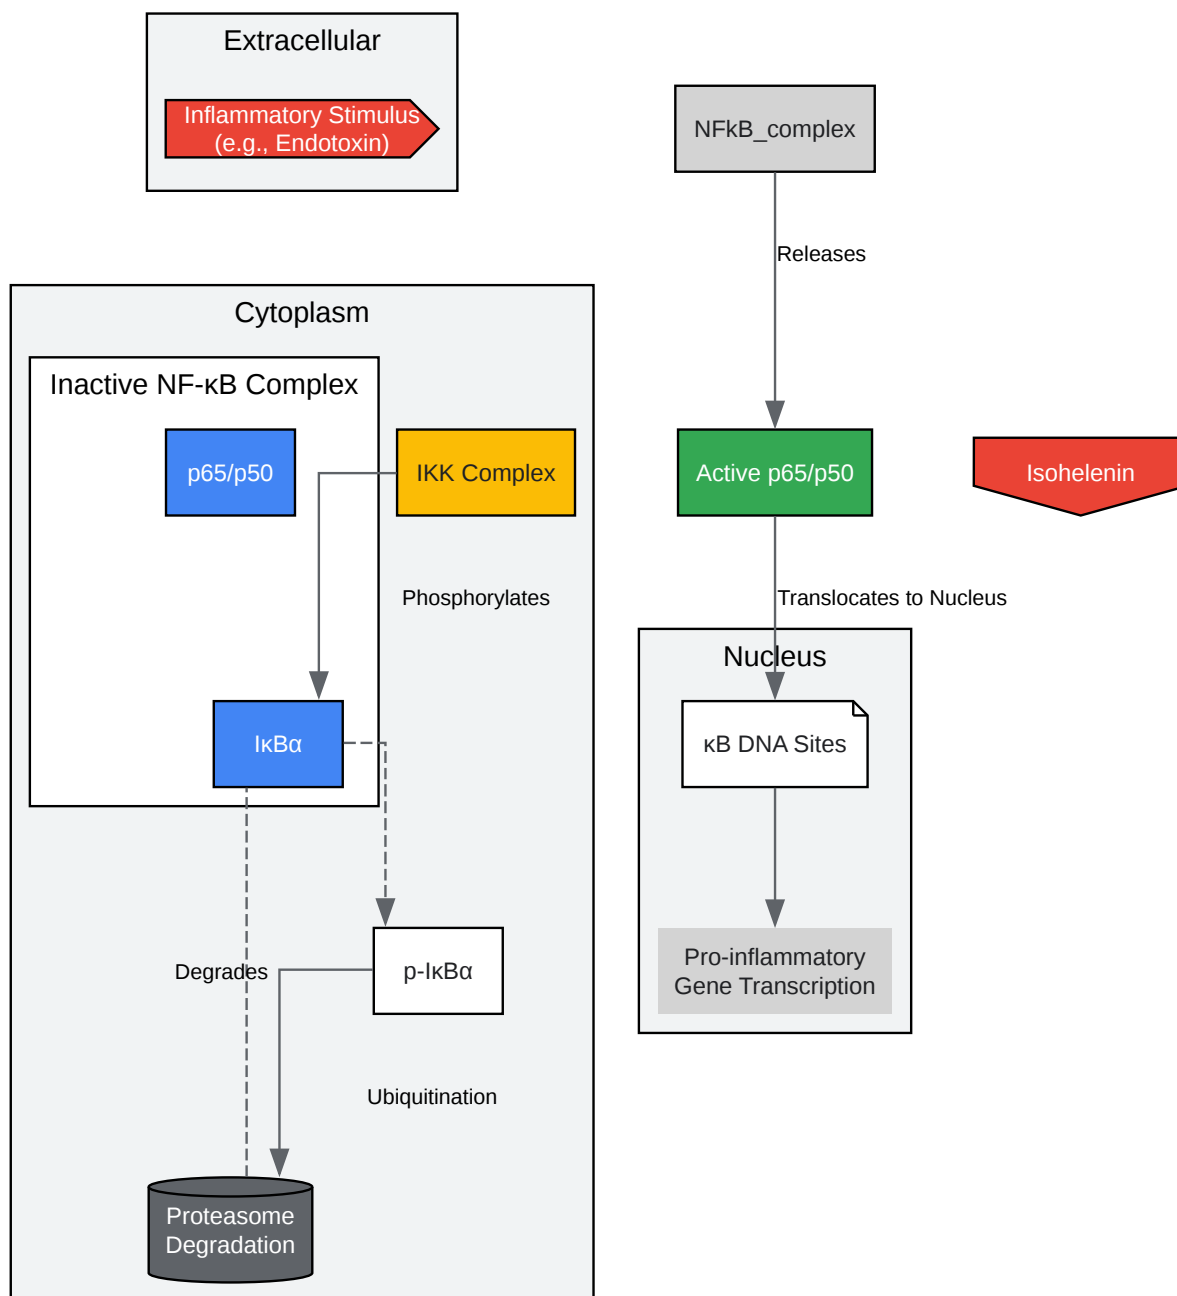 Extracellular
Inflammatory Stimulus
(e.g., Endotoxin)
NFkB_complex
Releases
Cytoplasm
Inactive NF-κB Complex
p65/p50
IKK Complex
Active p65/p50
Isohelenin
Phosphorylates
Translocates to Nucleus
Nucleus
IκBα
κB DNA Sites
Degrades
p-IκBα
Pro-inflammatory
Gene Transcription
Ubiquitination
Proteasome
Degradation